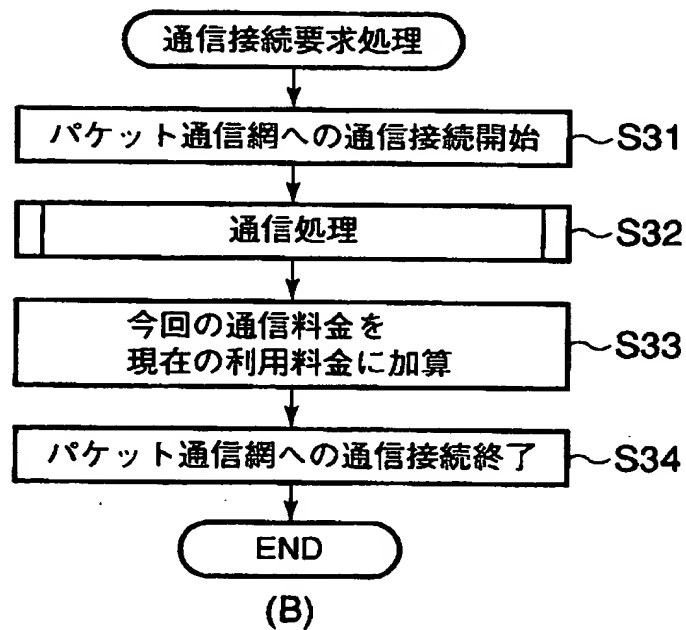 通信接続要求処理
パケット通信網への通信接続開始 S31
通信処理 S32
今回の通信料金を
現在の利用料金に加算 S33
パケット通信網への通信接続終了 S34
END
(B)